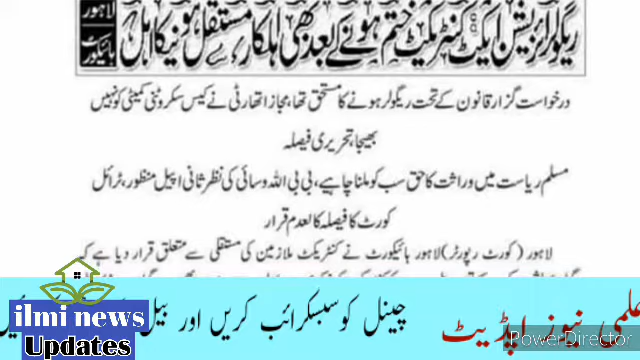 لاہور
ہائیکورٹ
ریگولرائزیشن ایکٹ کنٹریکٹ ختم ہونے کے بعد بھی اہلکار مستقل ہونیکا اہل
درخواست گزار قانون کے تحت ریگولر ہونے کا مستحق تھا، مجاز اتھارٹی نے کیس سکروٹنی کمیٹی کو نہیں
بھیجا، تحریری فیصلہ
مسلم ریاست میں وراثت کا حق سب کو ملنا چاہیے، بی بی اللہ وسائی کی نظر ثانی اپیل منظور، ٹرائل
کورٹ کا فیصلہ کالعدم قرار
لاہور (کورٹ رپورٹر) لاہور ہائیکورٹ نے کنٹریکٹ ملازمین کی مستقلی سے متعلق قرار دیا ہے کہ
علمی نیوز اپڈیٹ
چینل کو سبسکرائب کریں اور بیل
ilmi news
Updates
PowerDirector